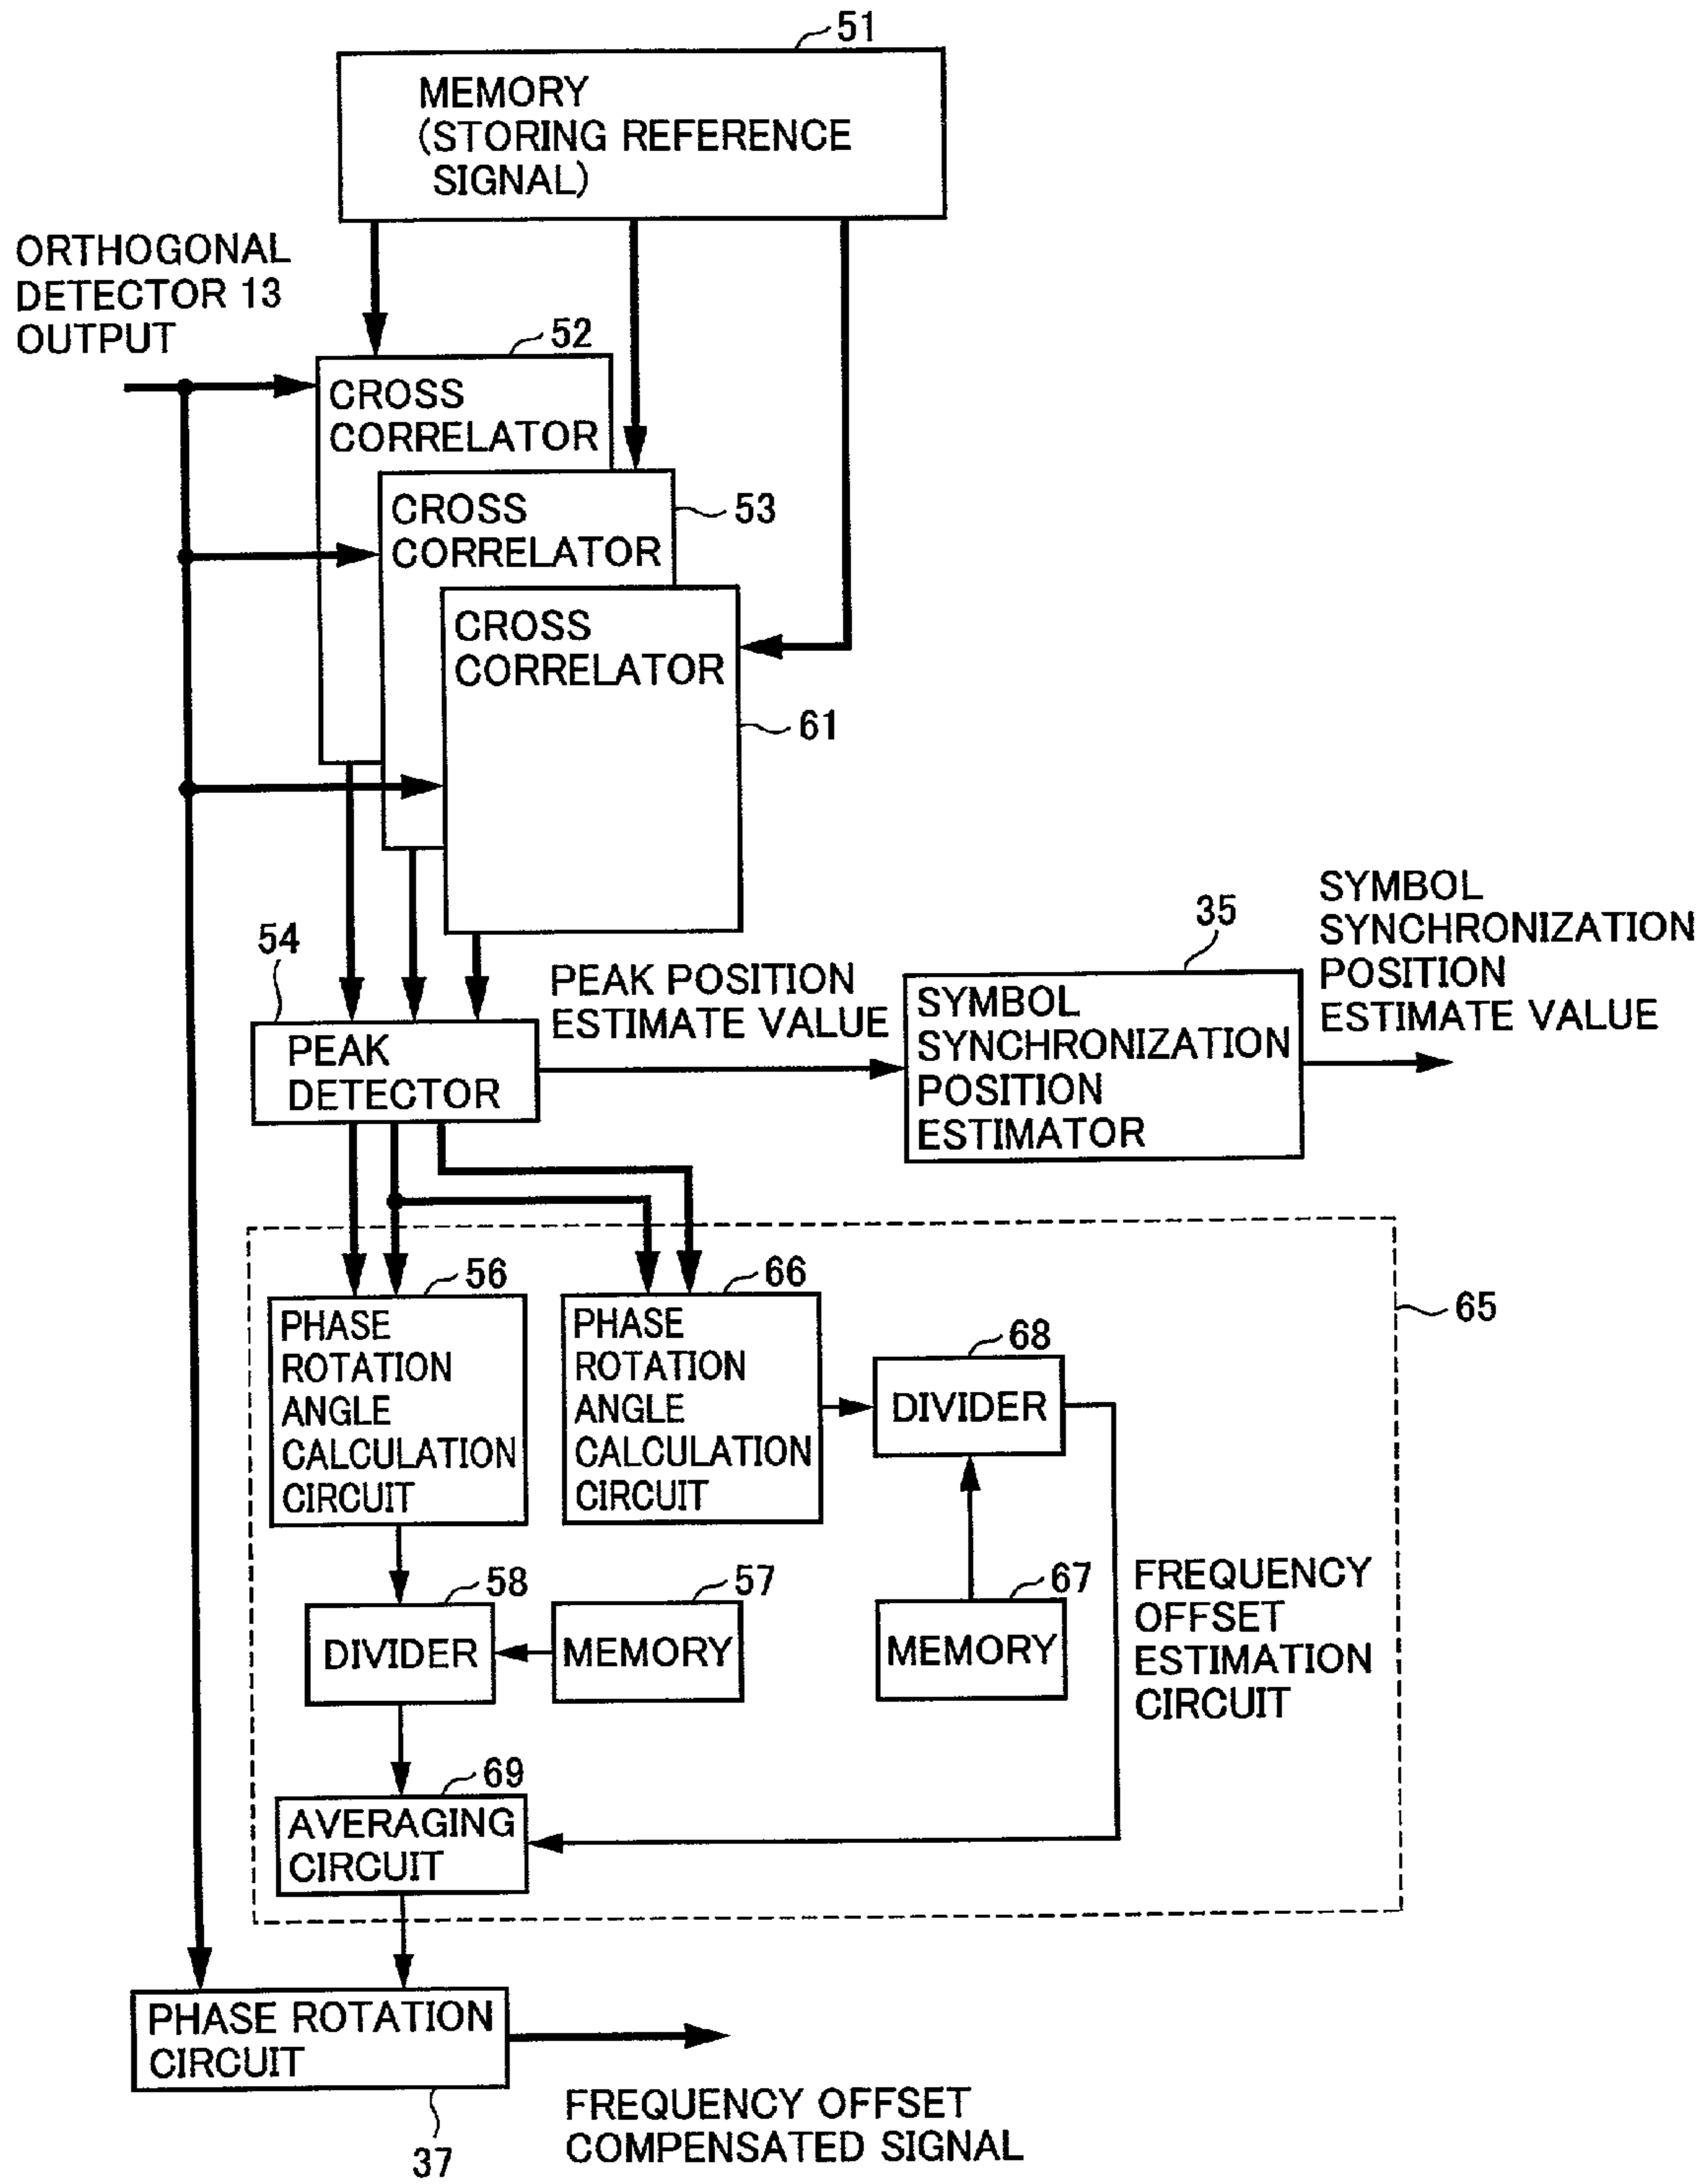 51
MEMORY
(STORING REFERENCE
SIGNAL)
ORTHOGONAL
DETECTOR 13
OUTPUT
52
CROSS
CORRELATOR
53
CROSS
CORRELATOR
CROSS
CORRELATOR
61
54
PEAK
DETECTOR
PEAK POSITION
ESTIMATE VALUE
35
SYMBOL
SYNCHRONIZATION
POSITION
ESTIMATOR
SYMBOL
SYNCHRONIZATION
POSITION
ESTIMATE VALUE
56
PHASE
ROTATION
ANGLE
CALCULATION
CIRCUIT
66
PHASE
ROTATION
ANGLE
CALCULATION
CIRCUIT
65
68
DIVIDER
58
DIVIDER
57
MEMORY
67
MEMORY
FREQUENCY
OFFSET
ESTIMATION
CIRCUIT
69
AVERAGING
CIRCUIT
PHASE ROTATION
CIRCUIT
37
FREQUENCY OFFSET
COMPENSATED SIGNAL